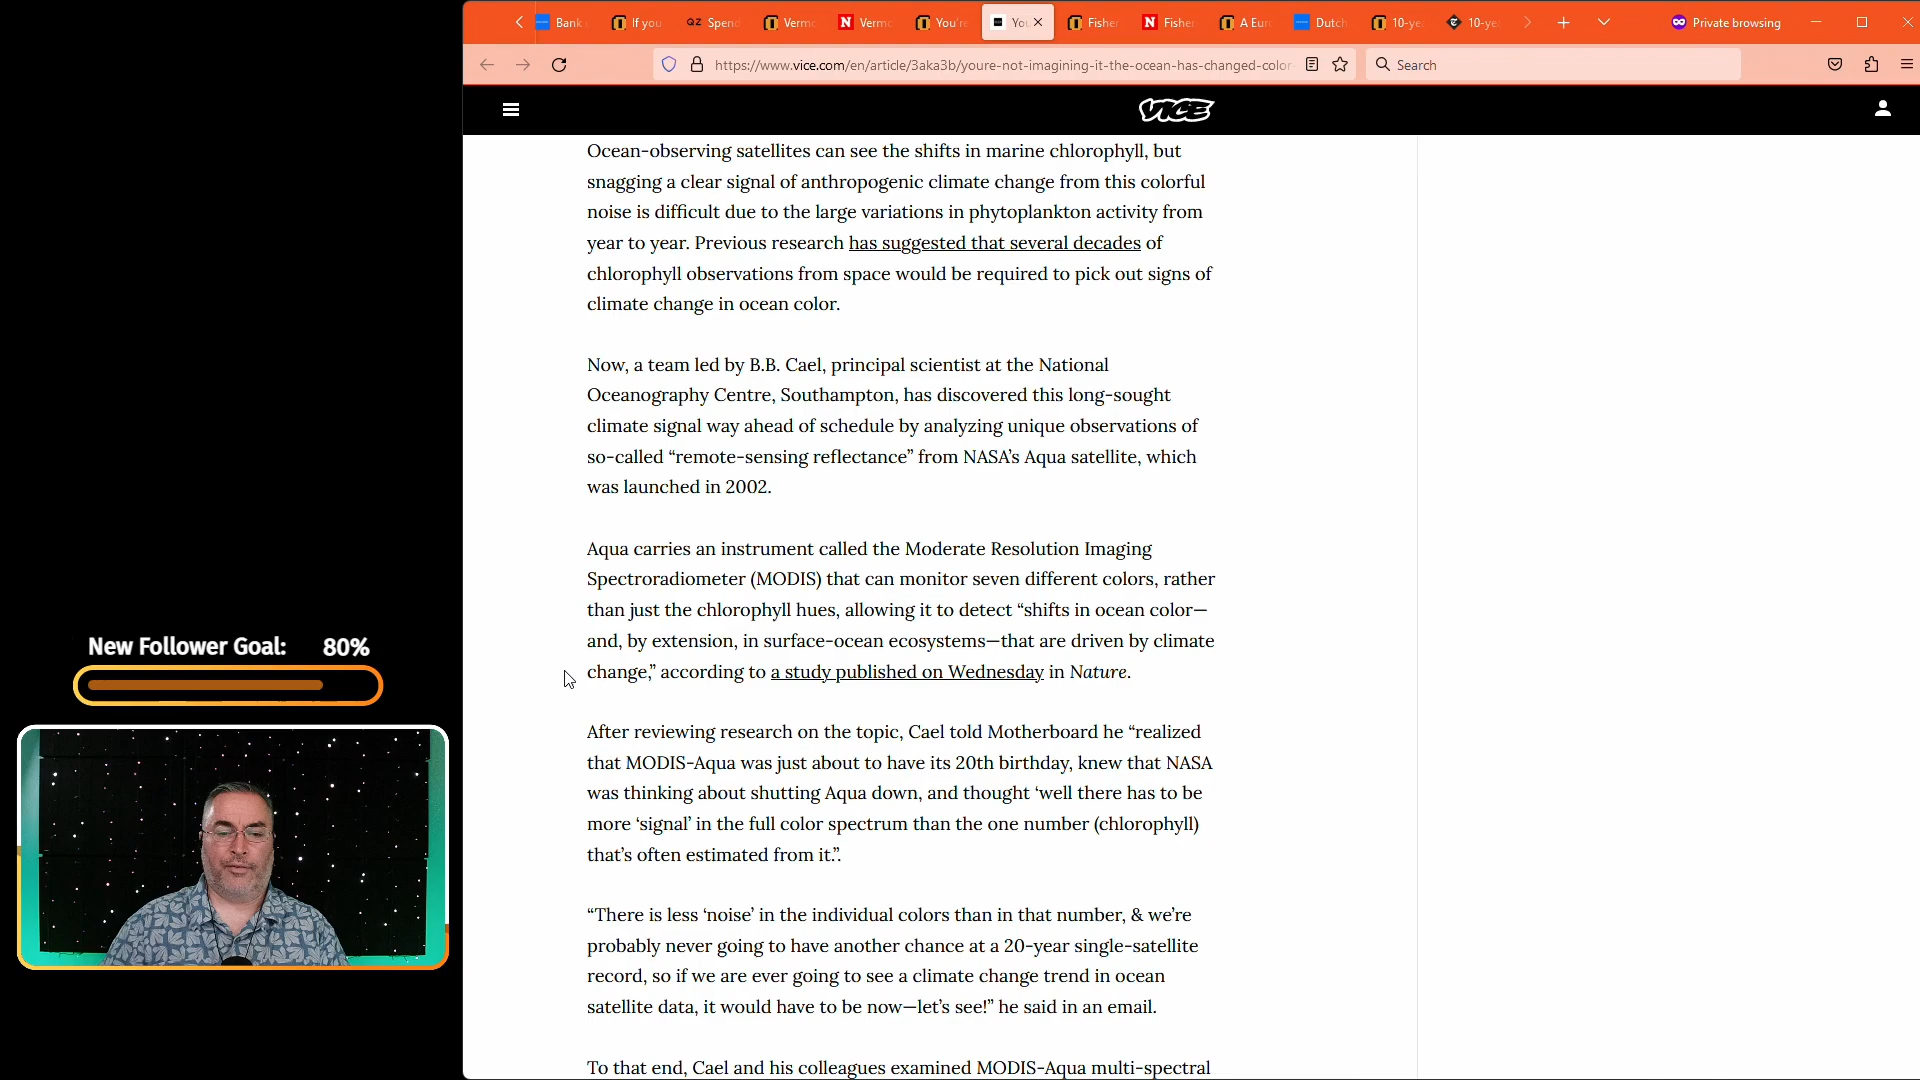 Bank
If you
QZ Spend
Vermo
N Vermo
You're
You
Fisher
N Fisher
A Eur
Dutch
10-ye
10-ye
Private browsing
https://www.vice.com/en/article/3aka3b/youre-not-imagining-it-the-ocean-has-changed-color-
Search
VICE
Ocean-observing satellites can see the shifts in marine chlorophyll, but
snagging a clear signal of anthropogenic climate change from this colorful
noise is difficult due to the large variations in phytoplankton activity from
year to year. Previous research has suggested that several decades of
chlorophyll observations from space would be required to pick out signs of
climate change in ocean color.
Now, a team led by B.B. Cael, principal scientist at the National
Oceanography Centre, Southampton, has discovered this long-sought
climate signal way ahead of schedule by analyzing unique observations of
so-called “remote-sensing reflectance” from NASA’s Aqua satellite, which
was launched in 2002.
Aqua carries an instrument called the Moderate Resolution Imaging
Spectroradiometer (MODIS) that can monitor seven different colors, rather
than just the chlorophyll hues, allowing it to detect “shifts in ocean color—
and, by extension, in surface-ocean ecosystems—that are driven by climate
change,” according to a study published on Wednesday in Nature.
After reviewing research on the topic, Cael told Motherboard he “realized
that MODIS-Aqua was just about to have its 20th birthday, knew that NASA
was thinking about shutting Aqua down, and thought ‘well there has to be
more ‘signal’ in the full color spectrum than the one number (chlorophyll)
that’s often estimated from it.”.
“There is less ‘noise’ in the individual colors than in that number, & we’re
probably never going to have another chance at a 20-year single-satellite
record, so if we are ever going to see a climate change trend in ocean
satellite data, it would have to be now—let’s see!” he said in an email.
To that end, Cael and his colleagues examined MODIS-Aqua multi-spectral
New Follower Goal: 80%